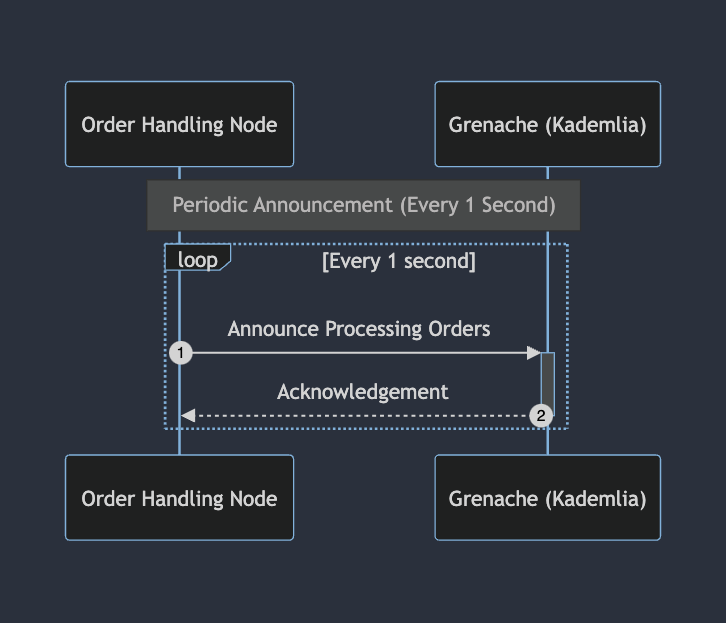 Order Handling Node
Grenache (Kademlia)
Periodic Announcement (Every 1 Second)
loop
[Every 1 second]
Announce Processing Orders
1
Acknowledgement
2
Order Handling Node
Grenache (Kademlia)